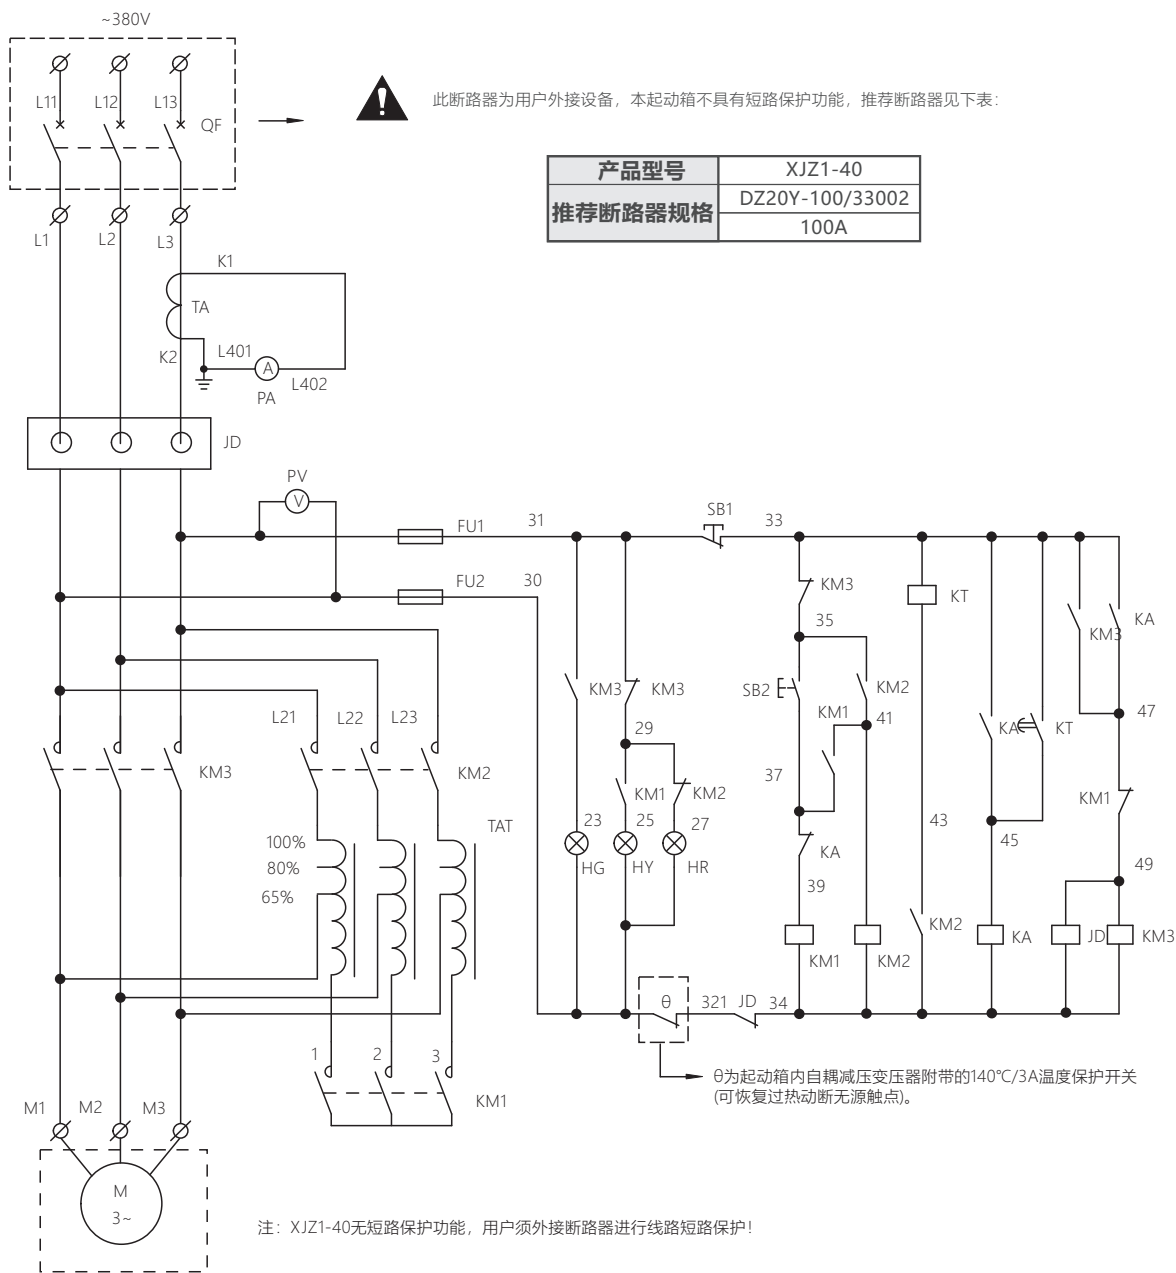 ~380V
L11 L12 L13
QF
此断路器为用户外接设备，本起动箱不具有短路保护功能，推荐断路器见下表：
产品型号 XJZ1-40
推荐断路器规格 DZ20Y-100/33002
100A
L1 L2 L3
K1
TA
K2
L401
A
L402
PA
JD
PV
V
FU1
31
SB1
33
FU2
30
KM3
KT
35
KM3
KA
KM3
KM3
SB2
KM2
L21 L22 L23
29
KM1
41
KA
KT
47
KM3
KM2
KM1
KM2
37
KM1
TAT
23
25
27
43
45
100%
80%
65%
HG
HY
HR
KA
39
49
KM2
KM1
KM2
KA
JD
KM3
θ
321
JD
34
1
2
3
θ为起动箱内自耦减压变压器附带的140℃/3A温度保护开关
(可恢复过热动断无源触点)。
KM1
M1
M2
M3
M
3~
注：XJZ1-40无短路保护功能，用户须外接断路器进行线路短路保护！